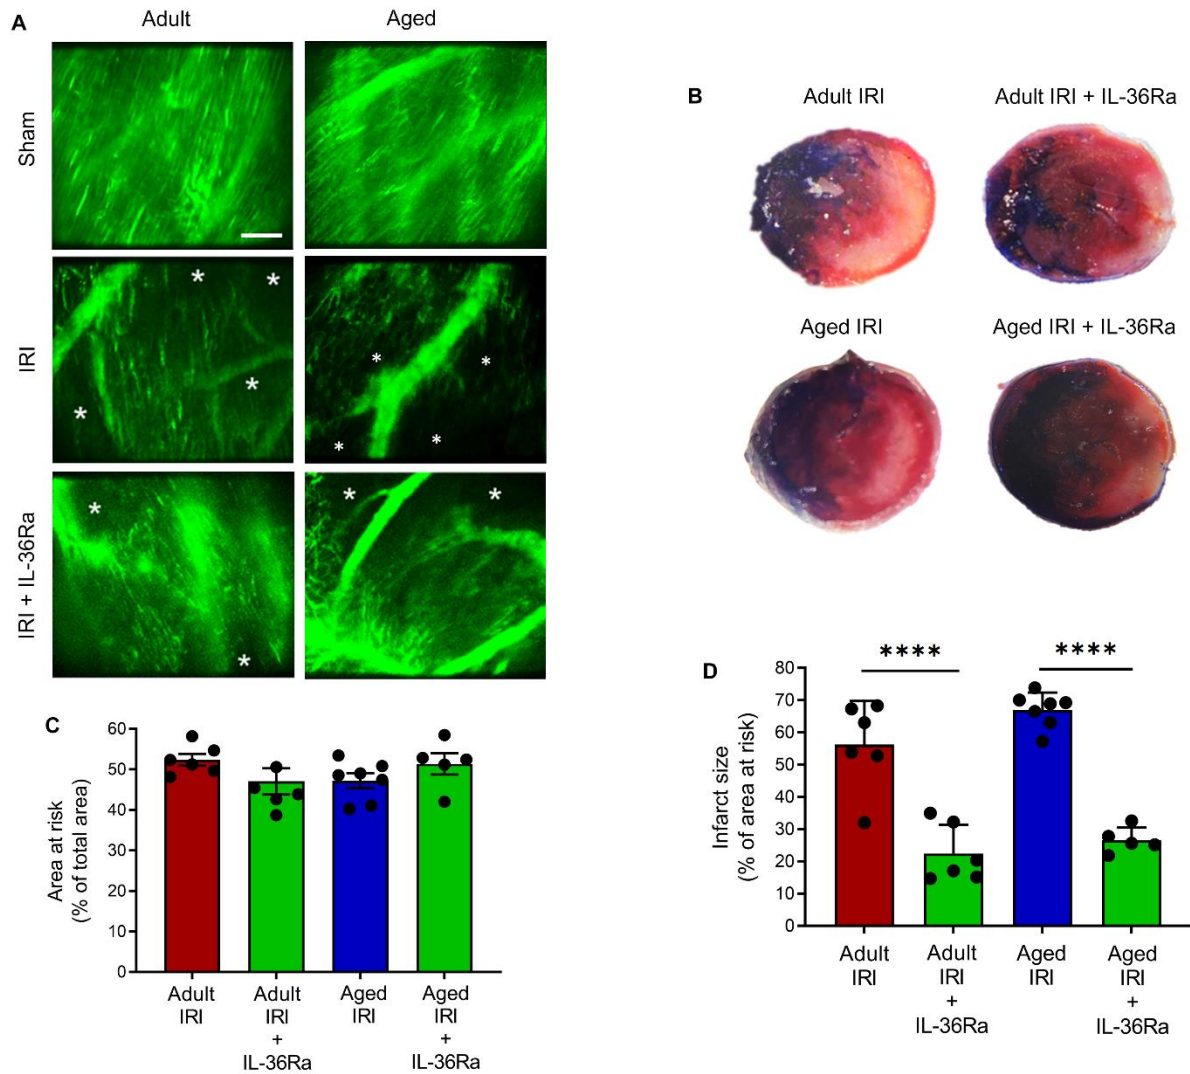 A
Adult
Aged
Sham
IRI
IRI + IL-36Ra
*
*
*
*
*
*
*
*
*
*
*
*
B
Adult IRI
Adult IRI + IL-36Ra
Aged IRI
Aged IRI + IL-36Ra
C
Area at risk
(% of total area)
60
50
40
30
20
10
0
Adult
IRI
Adult
IRI
+
IL-36Ra
Aged
IRI
Aged
IRI
+
IL-36Ra
D
Infarct size
(% of area at risk)
80
70
60
50
40
30
20
10
0
****
****
Adult
IRI
Adult
IRI
+
IL-36Ra
Aged
IRI
Aged
IRI
+
IL-36Ra